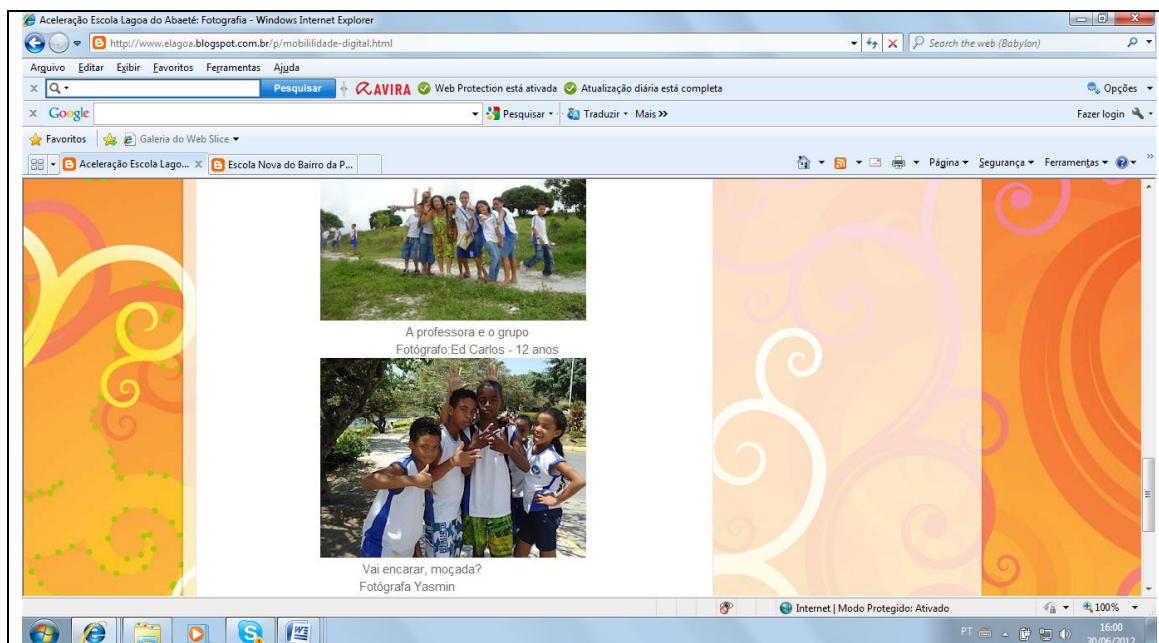 Aceleração Escola Lagoa do Abaeté: Fotografia - Windows Internet Explorer
http://www.elagoa.blogspot.com.br/p/mobililidade-digital.html
Search the web (Babylon)
Arquivo Editar Exibir Favoritos Ferramentas Ajuda
Pesquisar AVIRA Web Protection está ativada Atualização diária está completa Opções
Google Pesquisar Traduzir Mais >> Fazer login
Favoritos Galeria do Web Slice
Aceleração Escola Lago... X Escola Nova do Bairro da P... Página Segurança Ferramentas
A professora e o grupo
Fotógrafo:Ed Carlos - 12 anos
Vai encarar, moçada?
Fotógrafa Yasmin
Internet | Modo Protegido: Ativado 100%
PT 16:00
30/06/2012